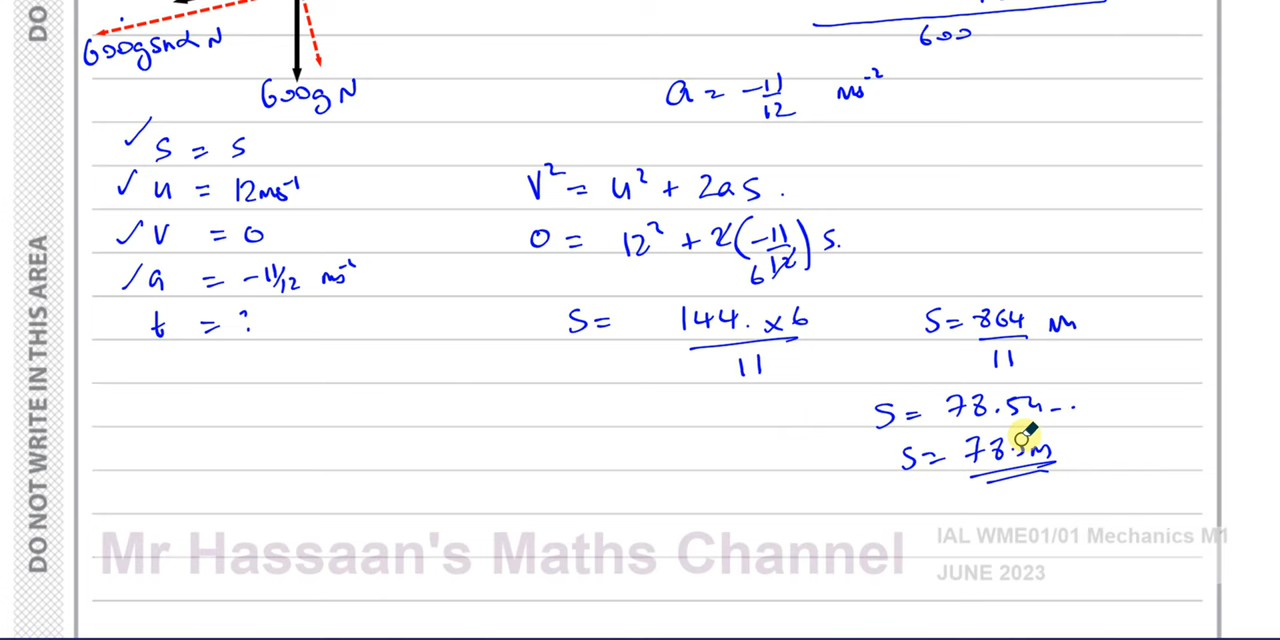 DO
DO NOT WRITE IN THIS AREA
600gsinα N
600g N
600
a = -11/12 ms⁻²
✓ s = s
✓ u = 12ms⁻¹
✓ v = 0
✓ a = -11/12 ms⁻²
t = ?
V² = u² + 2as.
0 = 12² + 2(-11/12) s.
6
S = 144. × 6 / 11
S = 864 / 11 m
S = 78.54...
S = 78.5m
Mr Hassaan's Maths Channel
IAL WME01/01 Mechanics M1
JUNE 2023